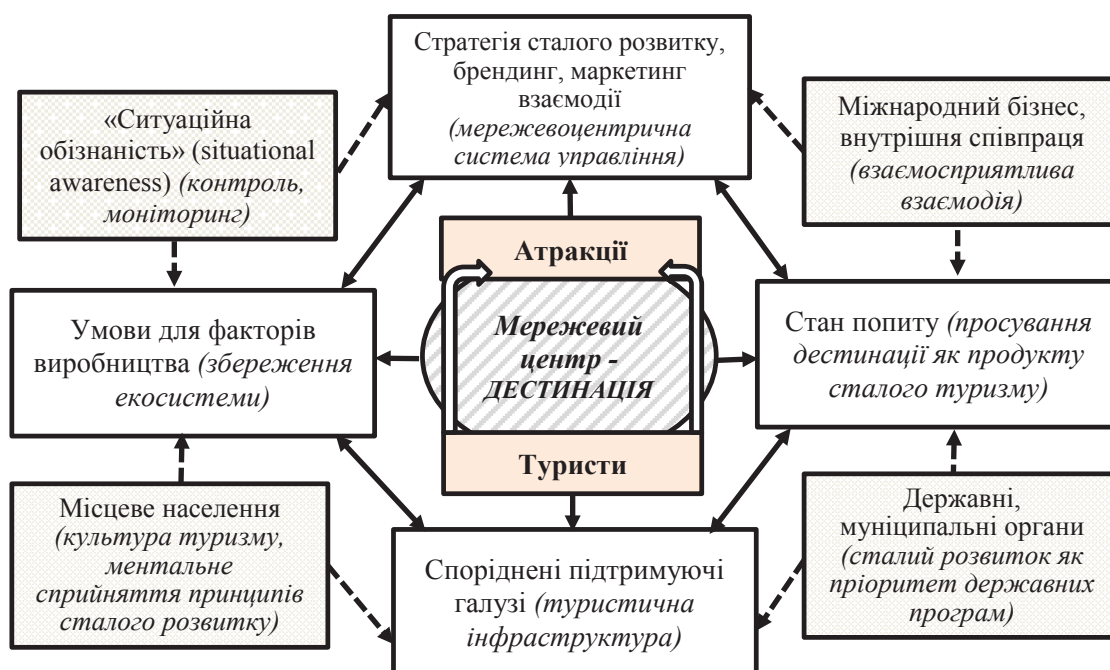 Стратегія сталого розвитку,
брендинг, маркетинг
взаємодії
(мережевоцентрична
система управління)
«Ситуаційна
обізнаність» (situational
awareness) (контроль,
моніторинг)
Міжнародний бізнес,
внутрішня співпраця
(взаємосприятлива
взаємодія)
Атракції
Умови для факторів
виробництва (збереження
екосистеми)
Мережевий
центр -
ДЕСТИНАЦІЯ
Стан попиту (просування
дестинації як продукту
сталого туризму)
Туристи
Місцеве населення
(культура туризму,
ментальне
сприйняття принципів
сталого розвитку)
Споріднені підтримуючі
галузі (туристична
інфраструктура)
Державні,
муніципальні органи
(сталий розвиток як
пріоритет державних
програм)